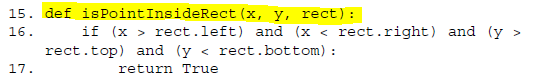 15. def isPointInsideRect(x, y, rect):
16.     if (x > rect.left) and (x < rect.right) and (y >
rect.top) and (y < rect.bottom):
17.         return True